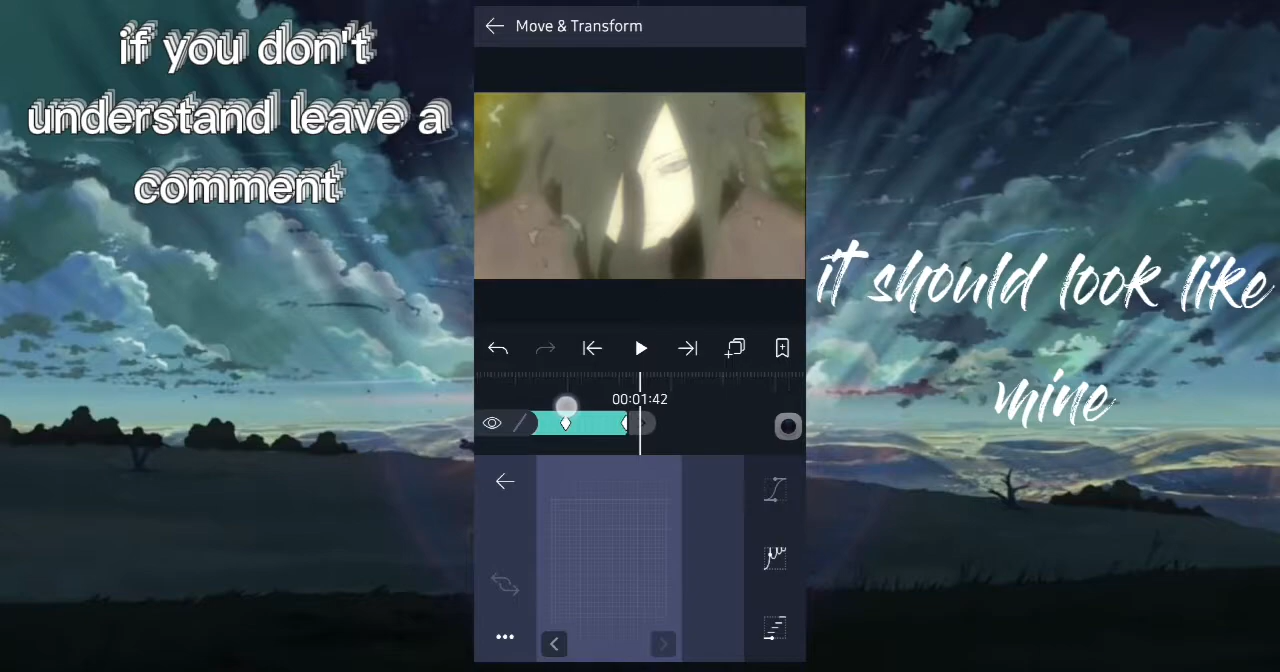 if you don't
understand leave a
comment
Move & Transform
00:01:42
it should look like
mine